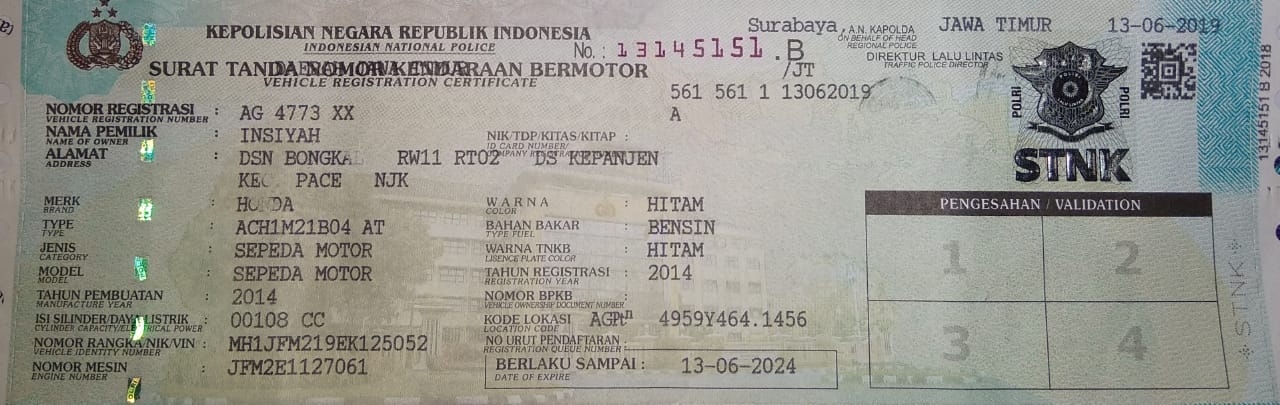 KEPOLISIAN NEGARA REPUBLIK INDONESIA
INDONESIAN NATIONAL POLICE
No.: 13145151 .B
Surabaya, A.N. KAPOLDA JAWA TIMUR 13-06-2019
ON BEHALF OF HEAD
REGIONAL POLICE
DIREKTUR LALU LINTAS
TRAFFIC POLICE DIRECTOR
SURAT TANDA NOMOR KENDARAAN BERMOTOR /JT
VEHICLE REGISTRATION CERTIFICATE
561 561 1 13062019
A
NOMOR REGISTRASI : AG 4773 XX
VEHICLE REGISTRATION NUMBER
NAMA PEMILIK : INSIYAH
NAME OF OWNER
NIK/TDP/KITAS/KITAP :
ID CARD NUMBER/
ALAMAT : DSN BONGKAL RW11 RT02 DS KEPANJEN
ADDRESS
KEC PACE NJK
MERK : HONDA
BRAND
TYPE : ACH1M21B04 AT
TYPE
JENIS : SEPEDA MOTOR
CATEGORY
MODEL : SEPEDA MOTOR
MODEL
TAHUN PEMBUATAN : 2014
MANUFACTURE YEAR
ISI SILINDER/DAYA LISTRIK : 00108 CC
CYLINDER CAPACITY/ELECTRICAL POWER
NOMOR RANGKA/NIK/VIN : MH1JFM219EK125052
VEHICLE IDENTITY NUMBER
NOMOR MESIN : JFM2E1127061
ENGINE NUMBER
WARNA : HITAM
COLOR
BAHAN BAKAR : BENSIN
TYPE FUEL
WARNA TNKB : HITAM
LISENCE PLATE COLOR
TAHUN REGISTRASI : 2014
REGISTRATION YEAR
NOMOR BPKB :
VEHICLE OWNERSHIP DOCUMENT NUMBER
KODE LOKASI 4959Y464.1456
LOCATION CODE
NO URUT PENDAFTARAN :
REGISTRATION QUEUE NUMBER
BERLAKU SAMPAI : 13-06-2024
DATE OF EXPIRE
POLRI
POLRI
STNK
PENGESAHAN / VALIDATION
1 2
3 4
STNK
13145151 B 2018